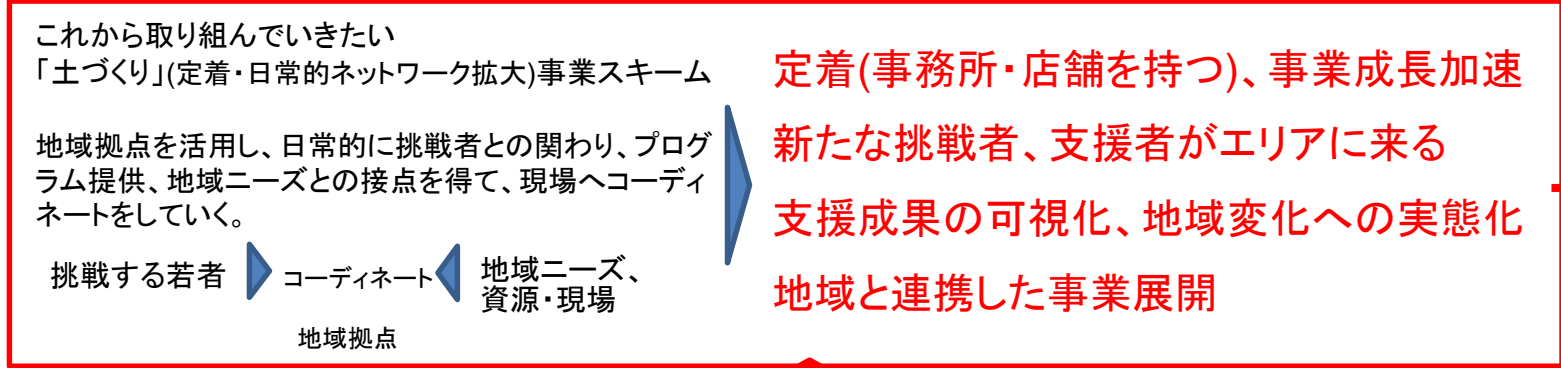 これから取り組んでいきたい
「土づくり」(定着・日常的ネットワーク拡大)事業スキーム
地域拠点を活用し、日常的に挑戦者との関わり、プログ
ラム提供、地域ニーズとの接点を得て、現場へコーディ
ネートをしていく。
挑戦する若者
コーディネート
地域ニーズ、
資源・現場
地域拠点
定着(事務所・店舗を持つ)、事業成長加速
新たな挑戦者、支援者がエリアに来る
支援成果の可視化、地域変化への実態化
地域と連携した事業展開